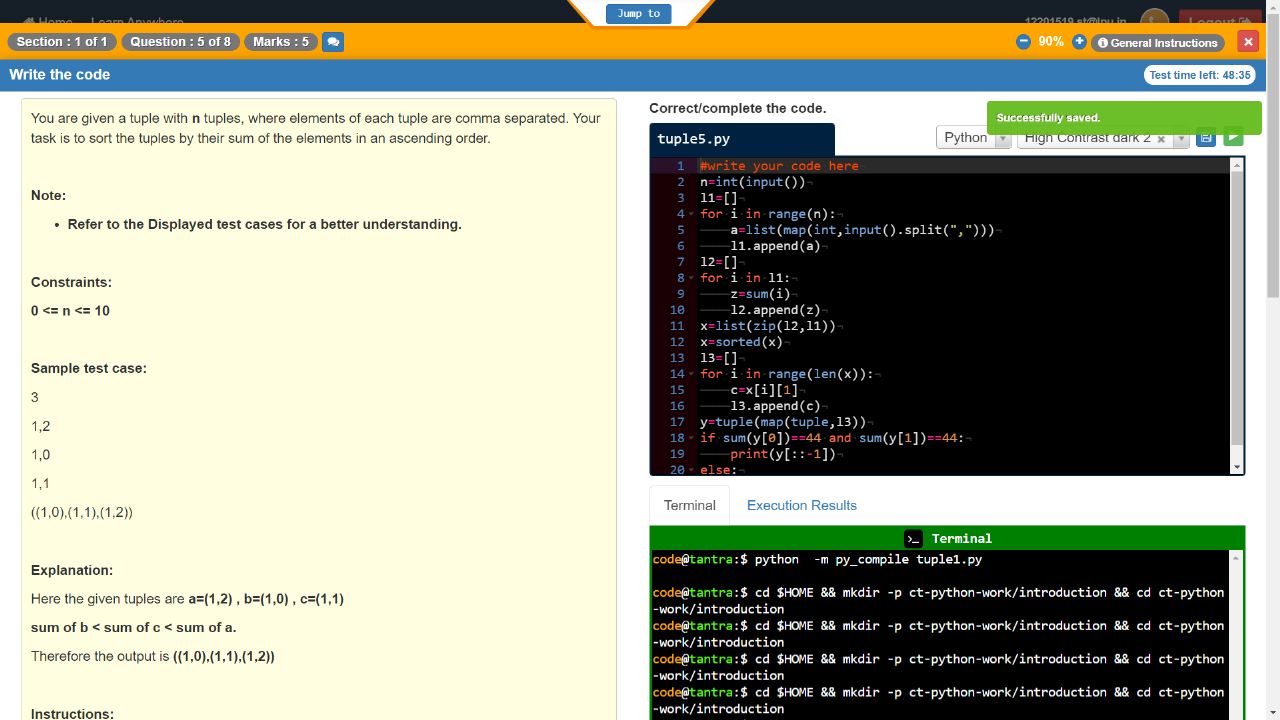 Jump to
Home Learn Anywhere
12201519.st@lpu.in
Logout
Section : 1 of 1 Question : 5 of 8 Marks : 5
90% General Instructions
Write the code
Test time left: 48:35
You are given a tuple with n tuples, where elements of each tuple are comma separated. Your
task is to sort the tuples by their sum of the elements in an ascending order.
Note:
• Refer to the Displayed test cases for a better understanding.
Constraints:
0 <= n <= 10
Sample test case:
3
1,2
1,0
1,1
((1,0),(1,1),(1,2))
Explanation:
Here the given tuples are a=(1,2) , b=(1,0) , c=(1,1)
sum of b < sum of c < sum of a.
Therefore the output is ((1,0),(1,1),(1,2))
Instructions:
Correct/complete the code.
Successfully saved.
tuple5.py
Python
High Contrast dark 2
1 #write your code here
2 n=int(input())
3 l1=[]
4 for i in range(n):
5 a=list(map(int,input().split(",")))
6 l1.append(a)
7 l2=[]
8 for i in l1:
9 z=sum(i)
10 l2.append(z)
11 x=list(zip(l2,l1))
12 x=sorted(x)
13 l3=[]
14 for i in range(len(x)):
15 c=x[i][1]
16 l3.append(c)
17 y=tuple(map(tuple,l3))
18 if sum(y[0])==44 and sum(y[1])==44:
19 print(y[::-1])
20 else:
Terminal Execution Results
>_ Terminal
code@tantra:$ python -m py_compile tuple1.py
code@tantra:$ cd $HOME && mkdir -p ct-python-work/introduction && cd ct-python
-work/introduction
code@tantra:$ cd $HOME && mkdir -p ct-python-work/introduction && cd ct-python
-work/introduction
code@tantra:$ cd $HOME && mkdir -p ct-python-work/introduction && cd ct-python
-work/introduction
code@tantra:$ cd $HOME && mkdir -p ct-python-work/introduction && cd ct-python
-work/introduction